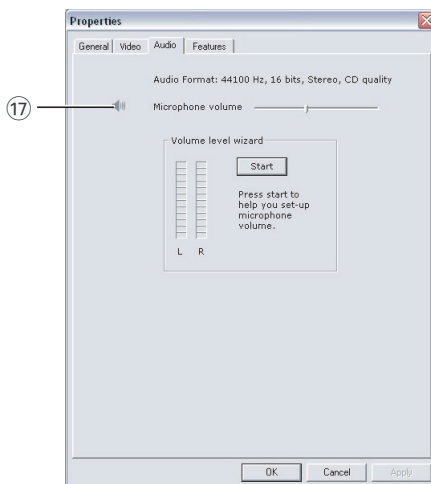 Properties
General Video Audio Features
Audio Format: 44100 Hz, 16 bits, Stereo, CD quality
⑰
Microphone volume
Volume level wizard
Start
Press start to
help you set-up
microphone
volume.
L R
OK Cancel Apply